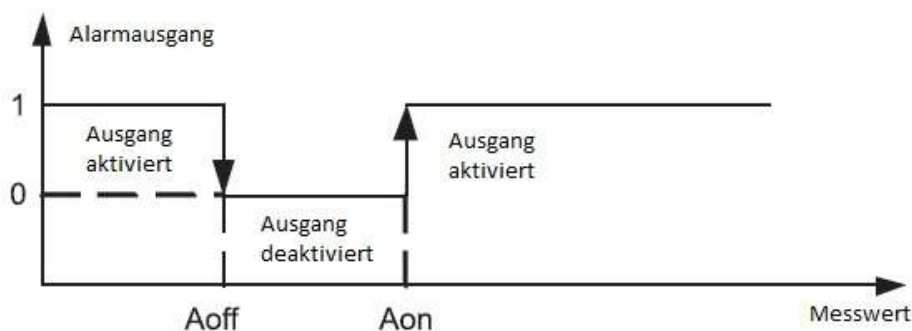 Alarmausgang
1
Ausgang
aktiviert
Ausgang
aktiviert
0
Ausgang
deaktiviert
Aoff
Aon
Messwert